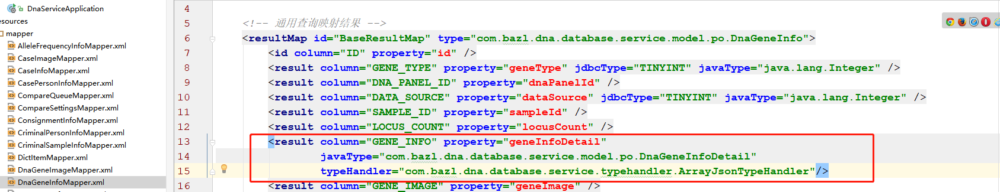 DnaServiceApplication
esources
mapper
AlleleFrequencyInfoMapper.xml
CaseImageMapper.xml
CaseInfoMapper.xml
CasePersonInfoMapper.xml
CompareQueueMapper.xml
CompareSettingsMapper.xml
ConsignmentInfoMapper.xml
CriminalPersonInfoMapper.xml
CriminalSampleInfoMapper.xml
DictItemMapper.xml
DnaGeneImageMapper.xml
DnaGeneInfoMapper.xml
4
5 <!-- 通用查询映射结果 -->
6 <resultMap id="BaseResultMap" type="com.bazl.dna.database.service.model.po.DnaGeneInfo">
7 <id column="ID" property="id" />
8 <result column="GENE_TYPE" property="geneType" jdbcType="TINYINT" javaType="java.lang.Integer" />
9 <result column="DNA_PANEL_ID" property="dnaPanelId" />
10 <result column="DATA_SOURCE" property="dataSource" jdbcType="TINYINT" javaType="java.lang.Integer" />
11 <result column="SAMPLE_ID" property="sampleId" />
12 <result column="LOCUS_COUNT" property="locusCount" />
13 <result column="GENE_INFO" property="geneInfoDetail"
14 javaType="com.bazl.dna.database.service.model.po.DnaGeneInfoDetail"
15 typeHandler="com.bazl.dna.database.service.typehandler.ArrayJsonTypeHandler"/>
16 <result column="GENE_IMAGE" property="geneImage" />